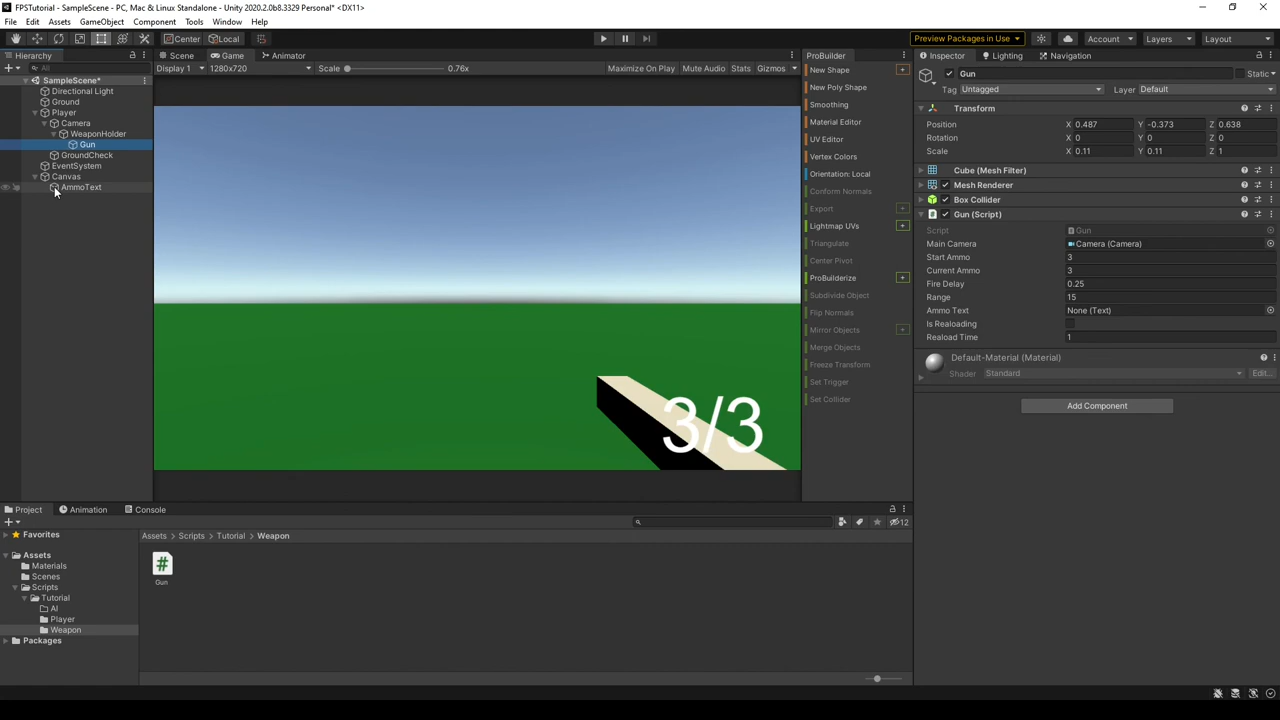 FPSTutorial - SampleScene - PC, Mac & Linux Standalone - Unity 2020.2.0b8.3329 Personal* <DX11>
File Edit Assets GameObject Component Tools Window Help
Center Local Preview Packages in Use Account Layers Layout
Hierarchy Scene Game Animator ProBuilder Inspector Lighting Navigation
All Display 1 1280x720 Scale 0.76x Maximize On Play Mute Audio Stats Gizmos
SampleScene*
Directional Light
Ground
Player
Camera
WeaponHolder
Gun
GroundCheck
EventSystem
Canvas
AmmoText
3/3
New Shape
New Poly Shape
Smoothing
Material Editor
UV Editor
Vertex Colors
Orientation: Local
Conform Normals
Export
Lightmap UVs
Triangulate
Center Pivot
ProBuilderize
Subdivide Object
Flip Normals
Mirror Objects
Merge Objects
Freeze Transform
Set Trigger
Set Collider
Gun Static
Tag Untagged Layer Default
Transform
Position X 0.487 Y -0.373 Z 0.638
Rotation X 0 Y 0 Z 0
Scale X 0.11 Y 0.11 Z 1
Cube (Mesh Filter)
Mesh Renderer
Box Collider
# Gun (Script)
Script Gun
Main Camera Camera (Camera)
Start Ammo 3
Current Ammo 3
Fire Delay 0.25
Range 15
Ammo Text None (Text)
Is Realoading
Reaload Time 1
Default-Material (Material)
Shader Standard Edit...
Add Component
Project Animation Console
12
Favorites
Assets
Materials
Scenes
Scripts
Tutorial
AI
Player
Weapon
Packages
Assets > Scripts > Tutorial > Weapon
#
Gun